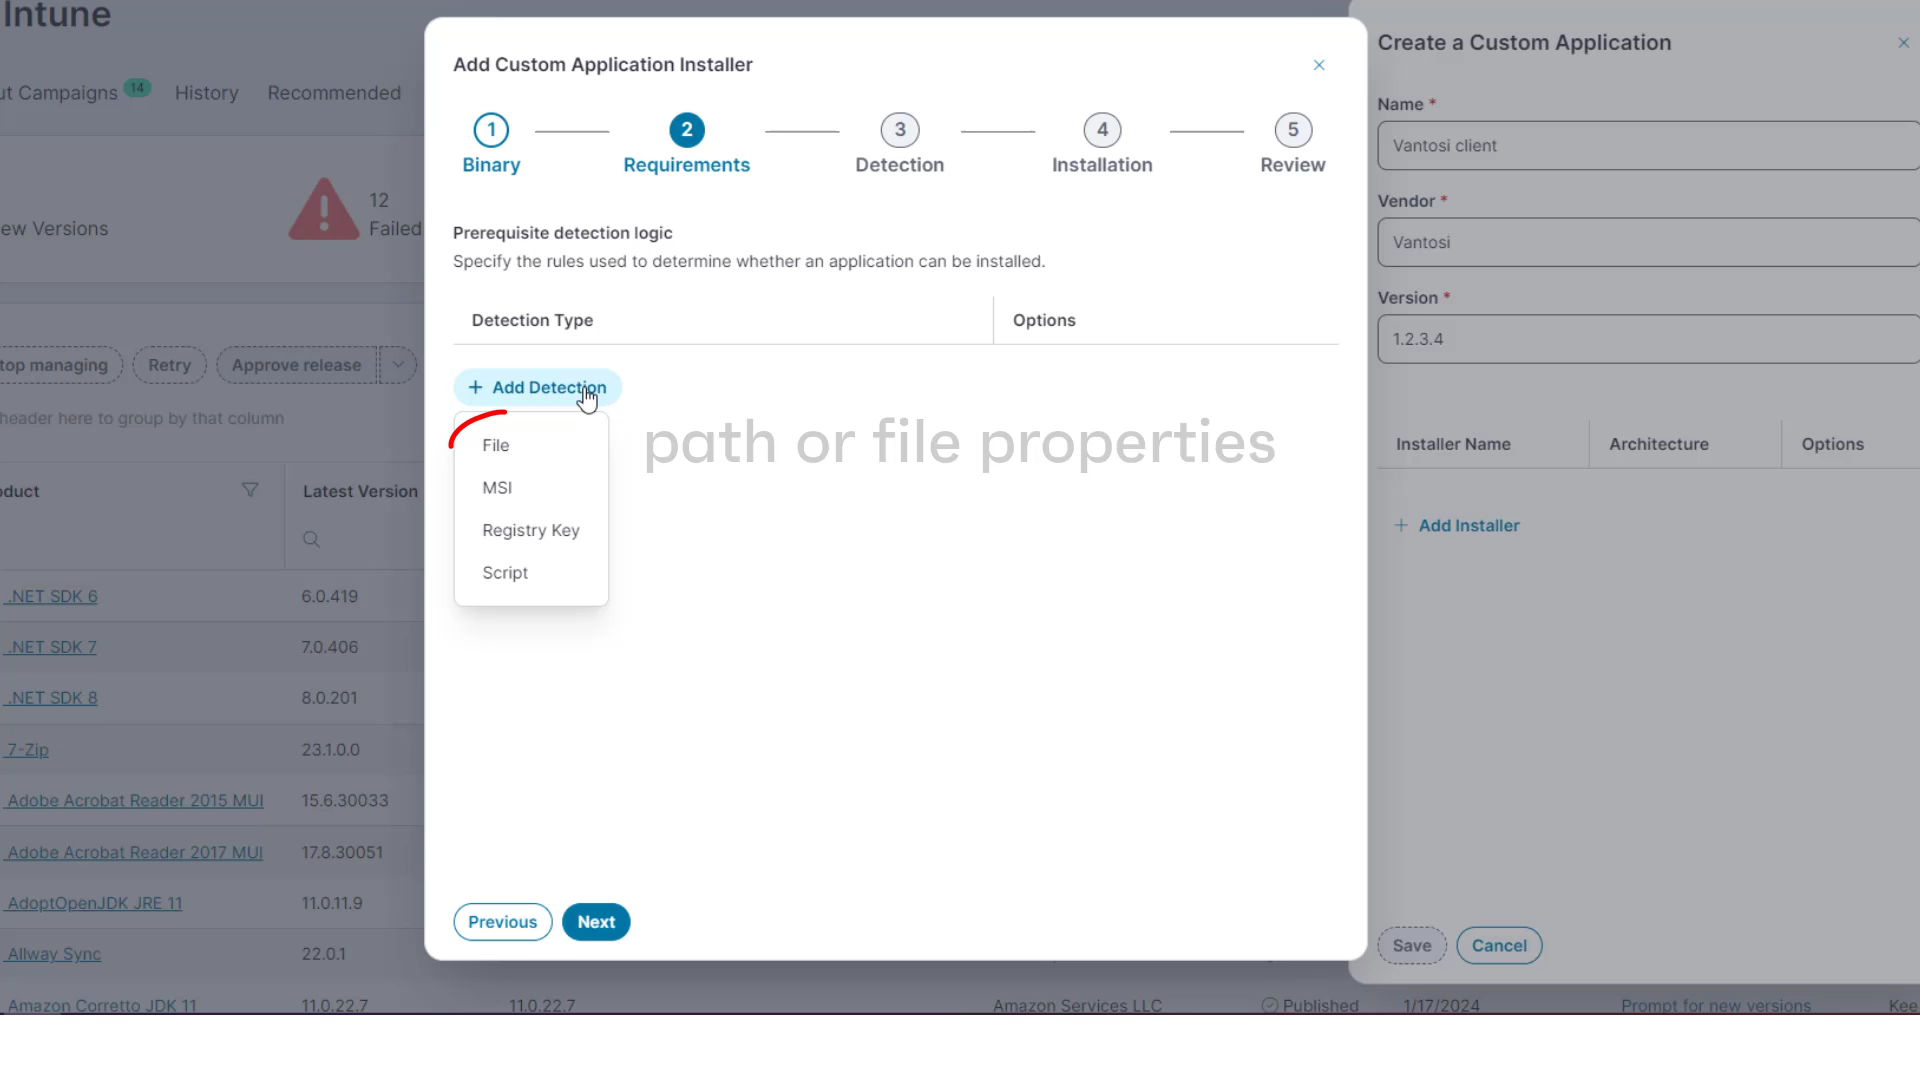 Intune
ut Campaigns 14
History
Recommended
ew Versions
12
Failed
top managing
Retry
Approve release
header here to group by that column
oduct
Latest Version
.NET SDK 6
6.0.419
.NET SDK 7
7.0.406
.NET SDK 8
8.0.201
7-Zip
23.1.0.0
Adobe Acrobat Reader 2015 MUI
15.6.30033
Adobe Acrobat Reader 2017 MUI
17.8.30051
AdoptOpenJDK JRE 11
11.0.11.9
Allway Sync
22.0.1
Amazon Corretto JDK 11
11.0.22.7
11.0.22.7
Amazon Services LLC
Published
1/17/2024
Prompt for new versions
Kee
Add Custom Application Installer
1
Binary
2
Requirements
3
Detection
4
Installation
5
Review
Prerequisite detection logic
Specify the rules used to determine whether an application can be installed.
Detection Type
Options
+ Add Detection
File
MSI
Registry Key
Script
path or file properties
Previous
Next
Create a Custom Application
Name *
Vantosi client
Vendor *
Vantosi
Version *
1.2.3.4
Installer Name
Architecture
Options
+ Add Installer
Save
Cancel